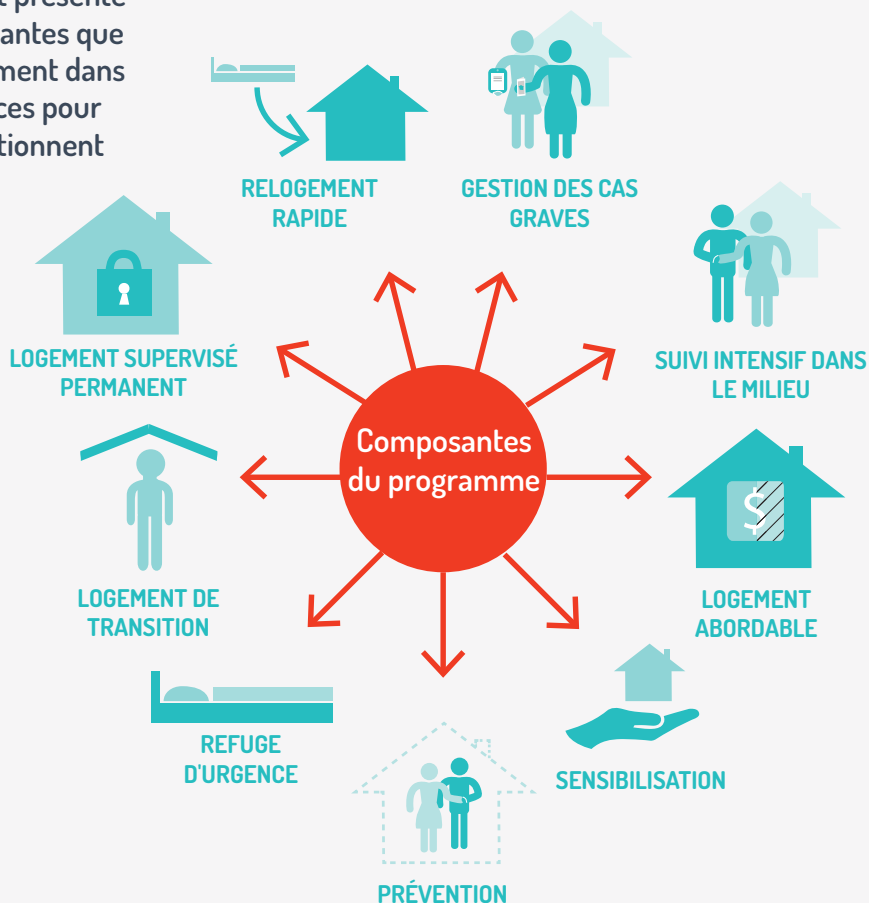 t présente
antes que
ment dans
ces pour
tionnent
RELOGEMENT
RAPIDE
GESTION DES CAS
GRAVES
LOGEMENT SUPERVISÉ
PERMANENT
SUIVI INTENSIF DANS
LE MILIEU
Composantes
du programme
$
LOGEMENT DE
TRANSITION
LOGEMENT
ABORDABLE
REFUGE
D'URGENCE
SENSIBILISATION
PRÉVENTION